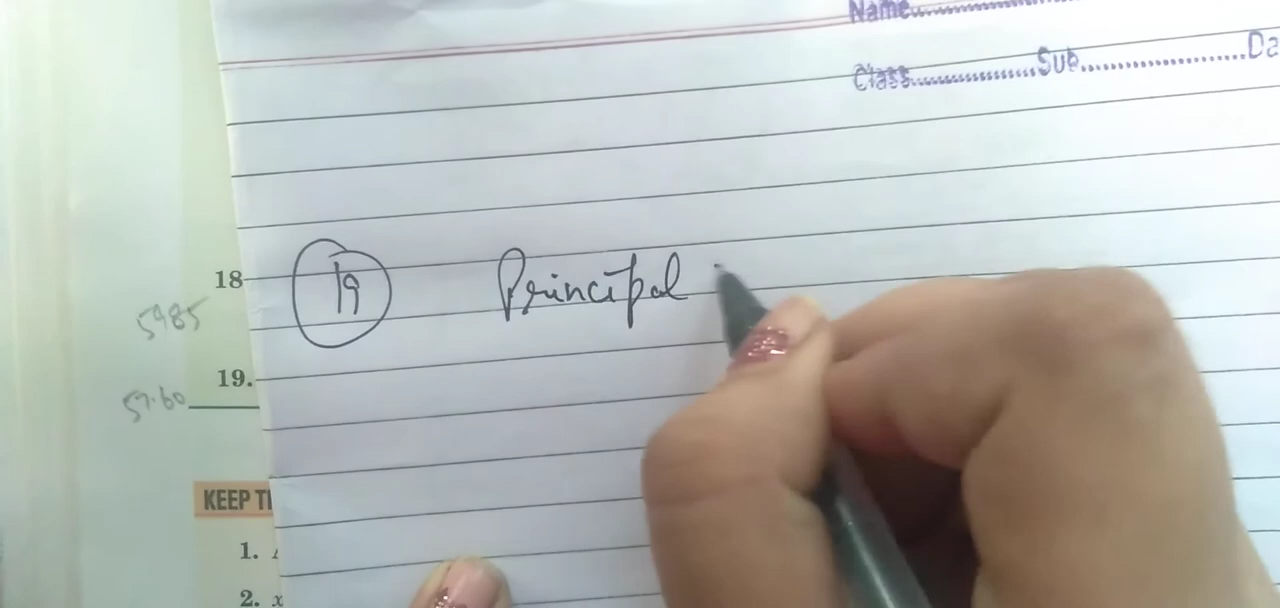 Name
Class Sub Da
18
19 Principal
5985
19.
57.60
KEEP T
1.
2. x